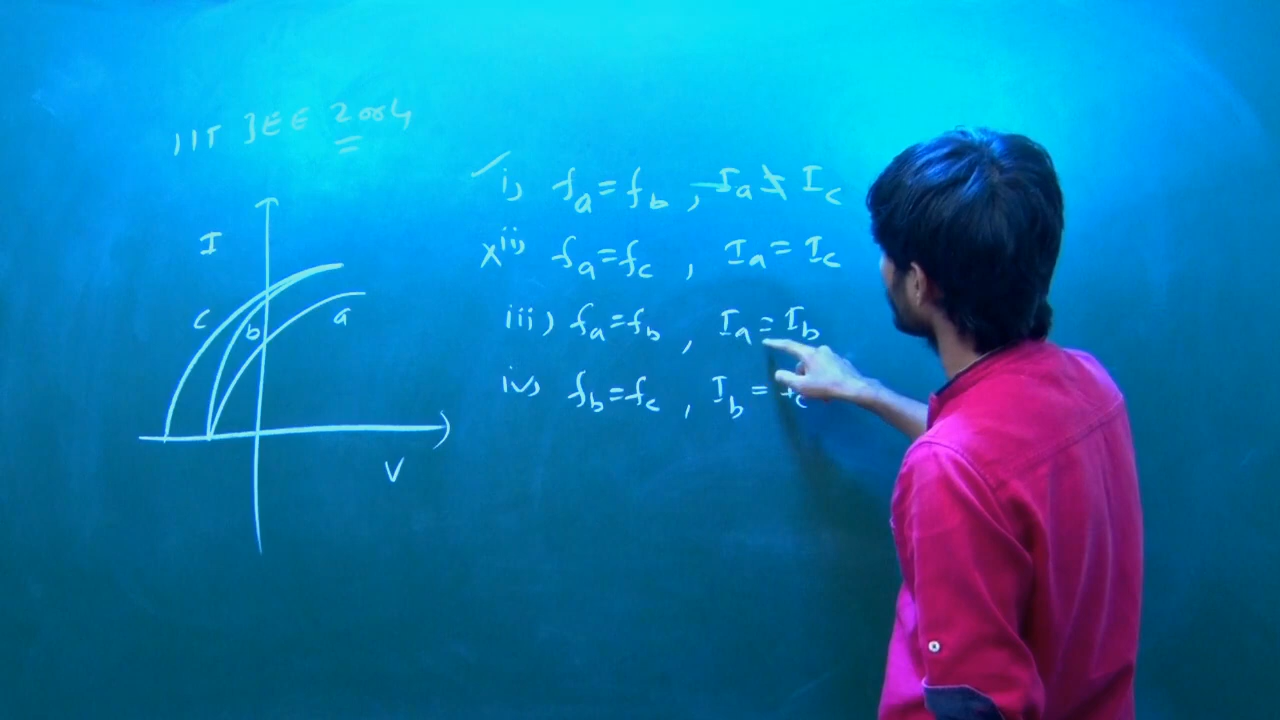 IIT JEE 2004
I
c
b
a
V
i) fa = fb , Ia ≠ Ic
x ii) fa = fc , Ia = Ic
iii) fa = fb , Ia = Ib
iv) fb = fc , Ib =